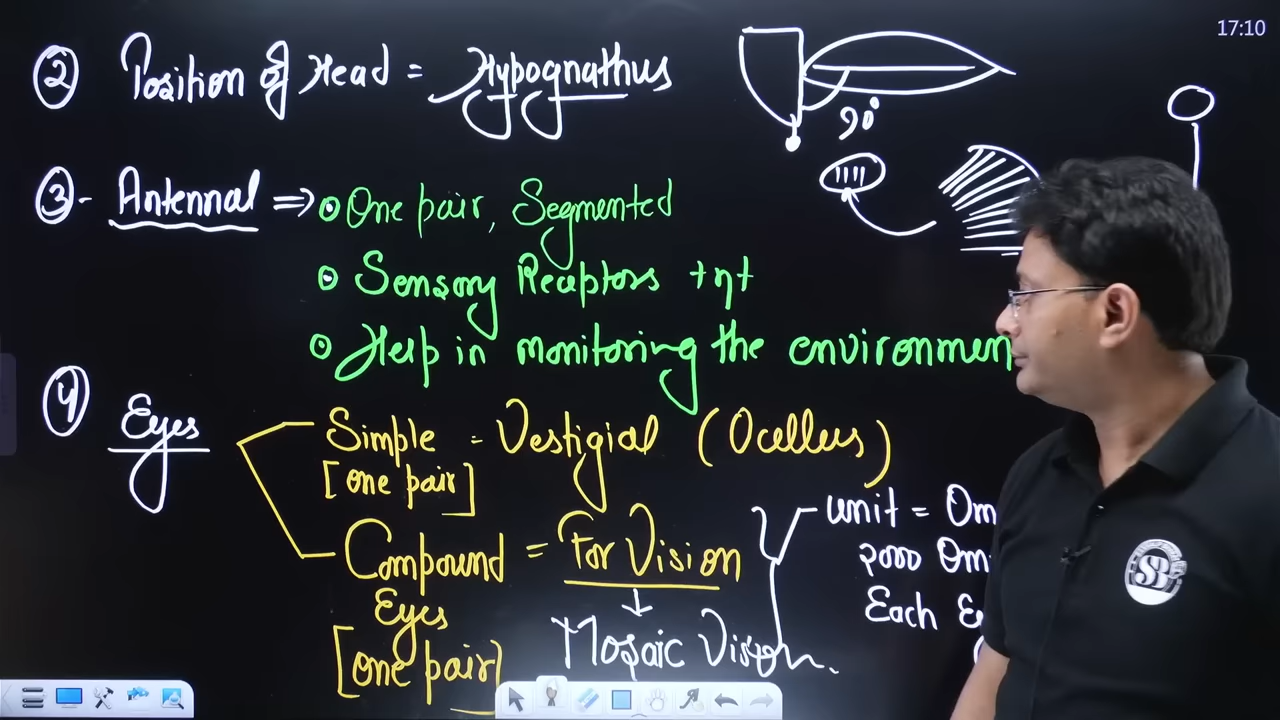 17:10
② Position of Head = Hypognathus
90°
③- Antennal ⇒ ⊙ One pair, Segmented
⊙ Sensory Receptors +nt
⊙ Help in monitoring the environmen
④ Eyes
Simple = Vestigial (Ocellus)
[one pair]
Compound = For Vision
Eyes
[one pair]
Mosaic Vision.
unit = Om
2000 Om
Each E
SB